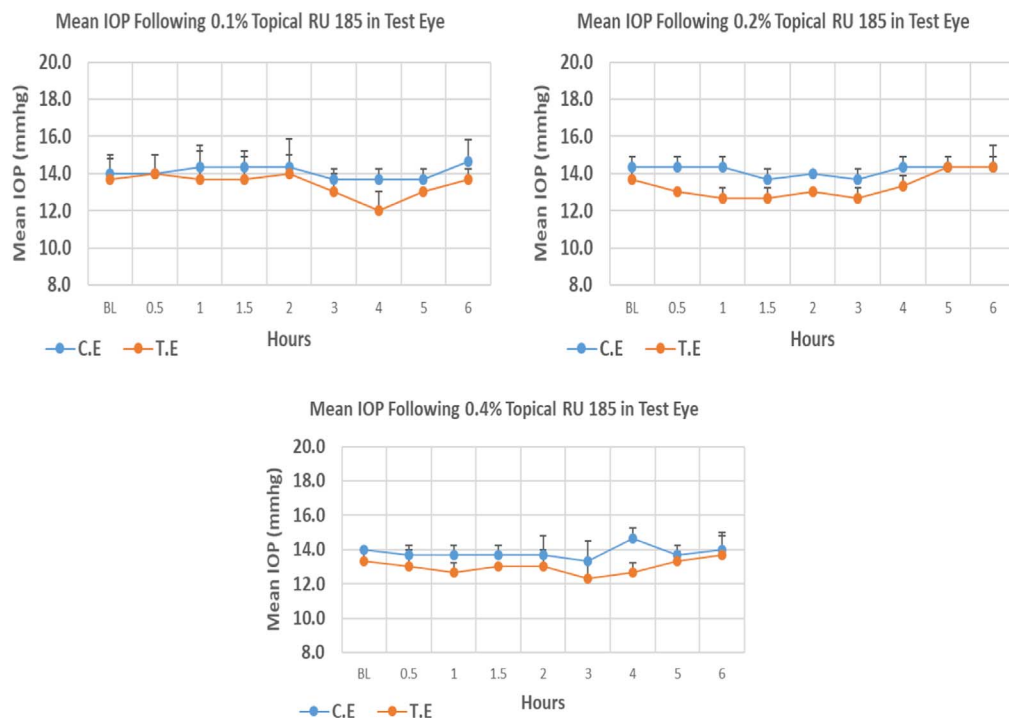 Mean IOP Following 0.1% Topical RU 185 in Test Eye
Mean IOP (mmhg)
20.0
18.0
16.0
14.0
12.0
10.0
8.0
BL 0.5 1 1.5 2 3 4 5 6
Hours
C.E T.E
Mean IOP Following 0.2% Topical RU 185 in Test Eye
Mean IOP (mmhg)
20.0
18.0
16.0
14.0
12.0
10.0
8.0
BL 0.5 1 1.5 2 3 4 5 6
Hours
C.E T.E
Mean IOP Following 0.4% Topical RU 185 in Test Eye
Mean IOP (mmhg)
20.0
18.0
16.0
14.0
12.0
10.0
8.0
BL 0.5 1 1.5 2 3 4 5 6
Hours
C.E T.E